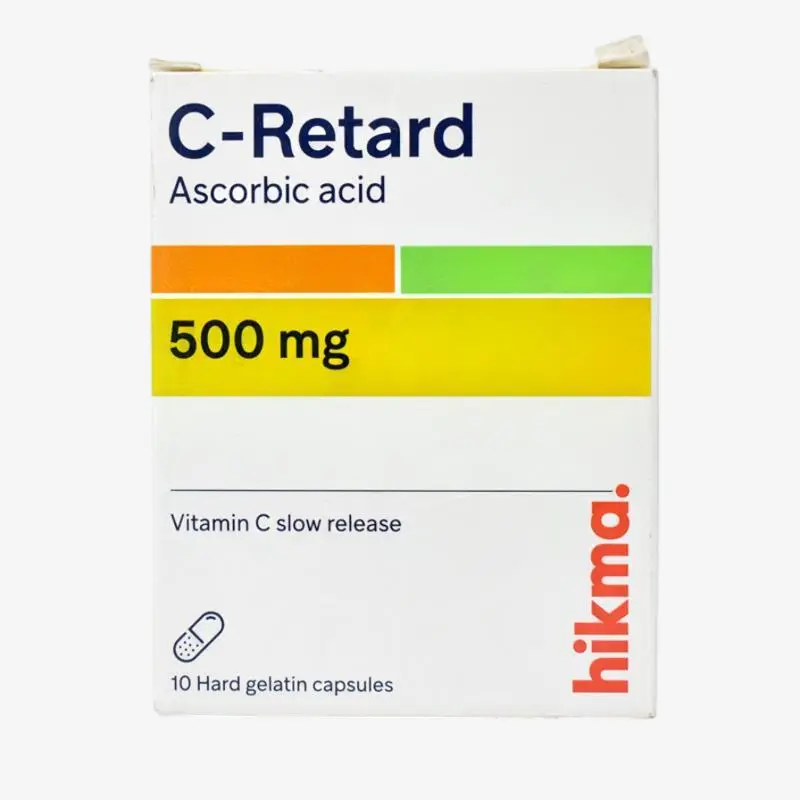 C-Retard
Ascorbic acid
500 mg
Vitamin C slow release
hikma.
10 Hard gelatin capsules